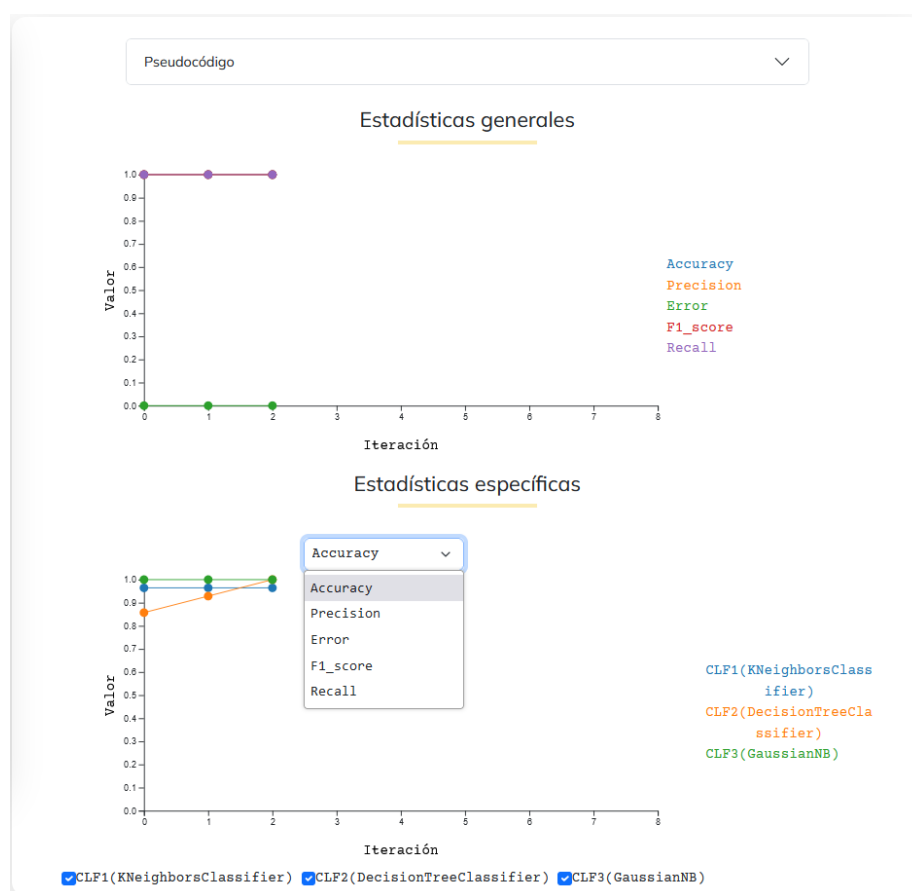 Pseudocódigo
Estadísticas generales
1.0
0.9
0.8
0.7
0.6
0.5
0.4
0.3
0.2
0.1
0.0
Valor
0 1 2 3 4 5 6 7 8
Iteración
Accuracy
Precision
Error
F1_score
Recall
Estadísticas específicas
Accuracy
Accuracy
Precision
Error
F1_score
Recall
1.0
0.9
0.8
0.7
0.6
0.5
0.4
0.3
0.2
0.1
0.0
Valor
0 1 2 3 4 5 6 7 8
Iteración
CLF1(KNeighborsClass
ifier)
CLF2(DecisionTreeCla
ssifier)
CLF3(GaussianNB)
CLF1(KNeighborsClassifier) CLF2(DecisionTreeClassifier) CLF3(GaussianNB)